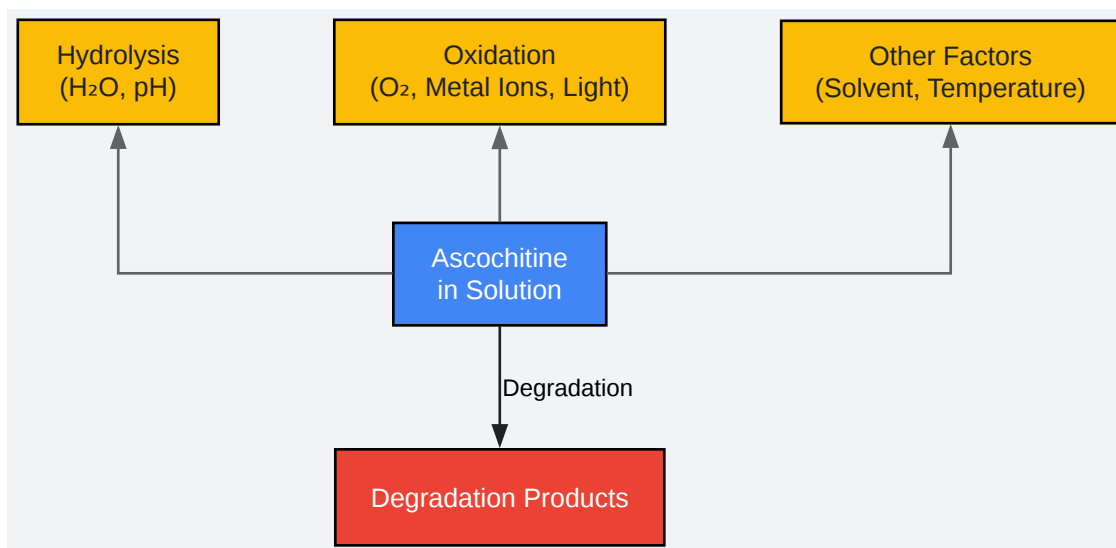 Hydrolysis
(H₂O, pH)
Oxidation
(O₂, Metal Ions, Light)
Other Factors
(Solvent, Temperature)
Ascochitine
in Solution
Degradation
Degradation Products